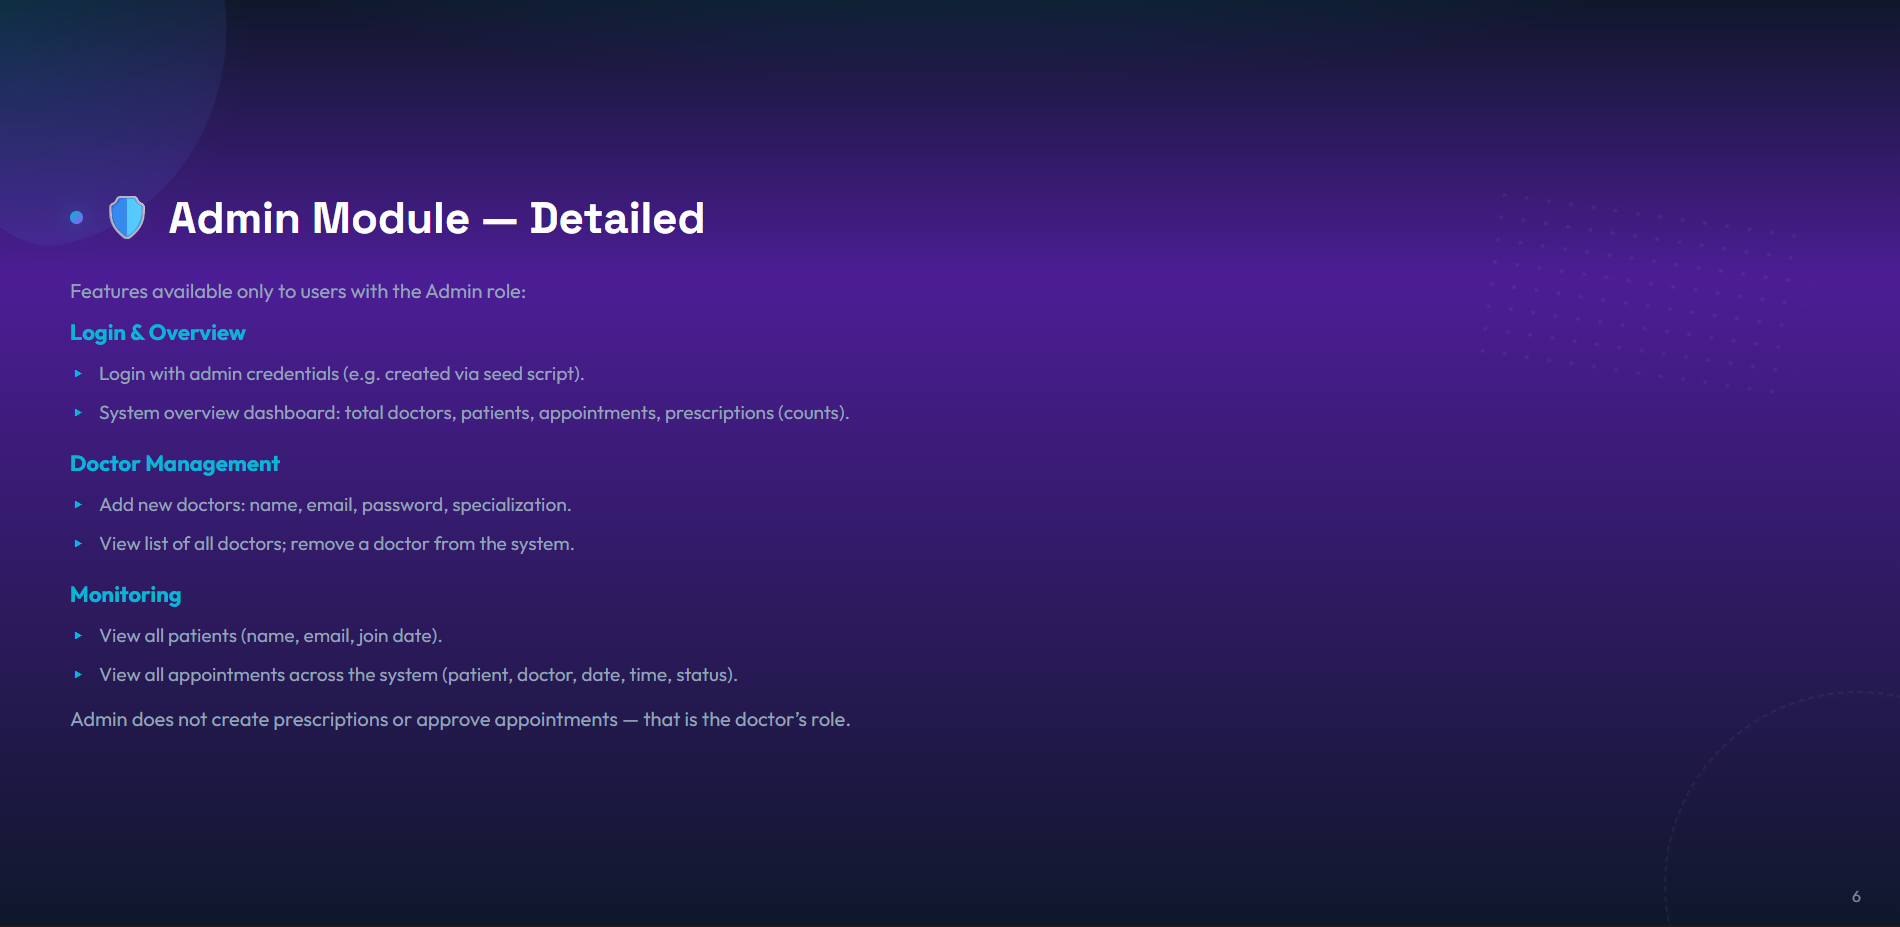 Admin Module — Detailed
Features available only to users with the Admin role:
Login & Overview
Login with admin credentials (e.g. created via seed script).
System overview dashboard: total doctors, patients, appointments, prescriptions (counts).
Doctor Management
Add new doctors: name, email, password, specialization.
View list of all doctors; remove a doctor from the system.
Monitoring
View all patients (name, email, join date).
View all appointments across the system (patient, doctor, date, time, status).
Admin does not create prescriptions or approve appointments — that is the doctor’s role.
6